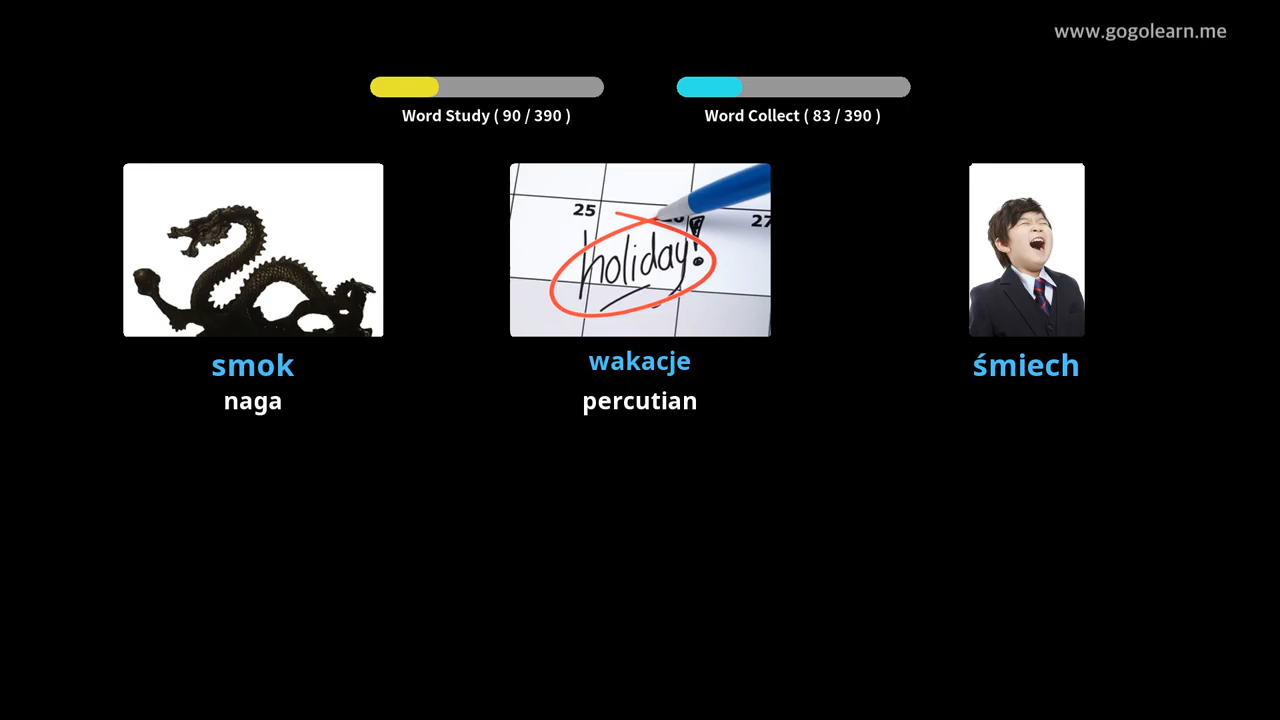 www.gogolearn.me
Word Study ( 90 / 390 )
Word Collect ( 83 / 390 )
25
27
holiday!
smok
wakacje
śmiech
naga
percutian